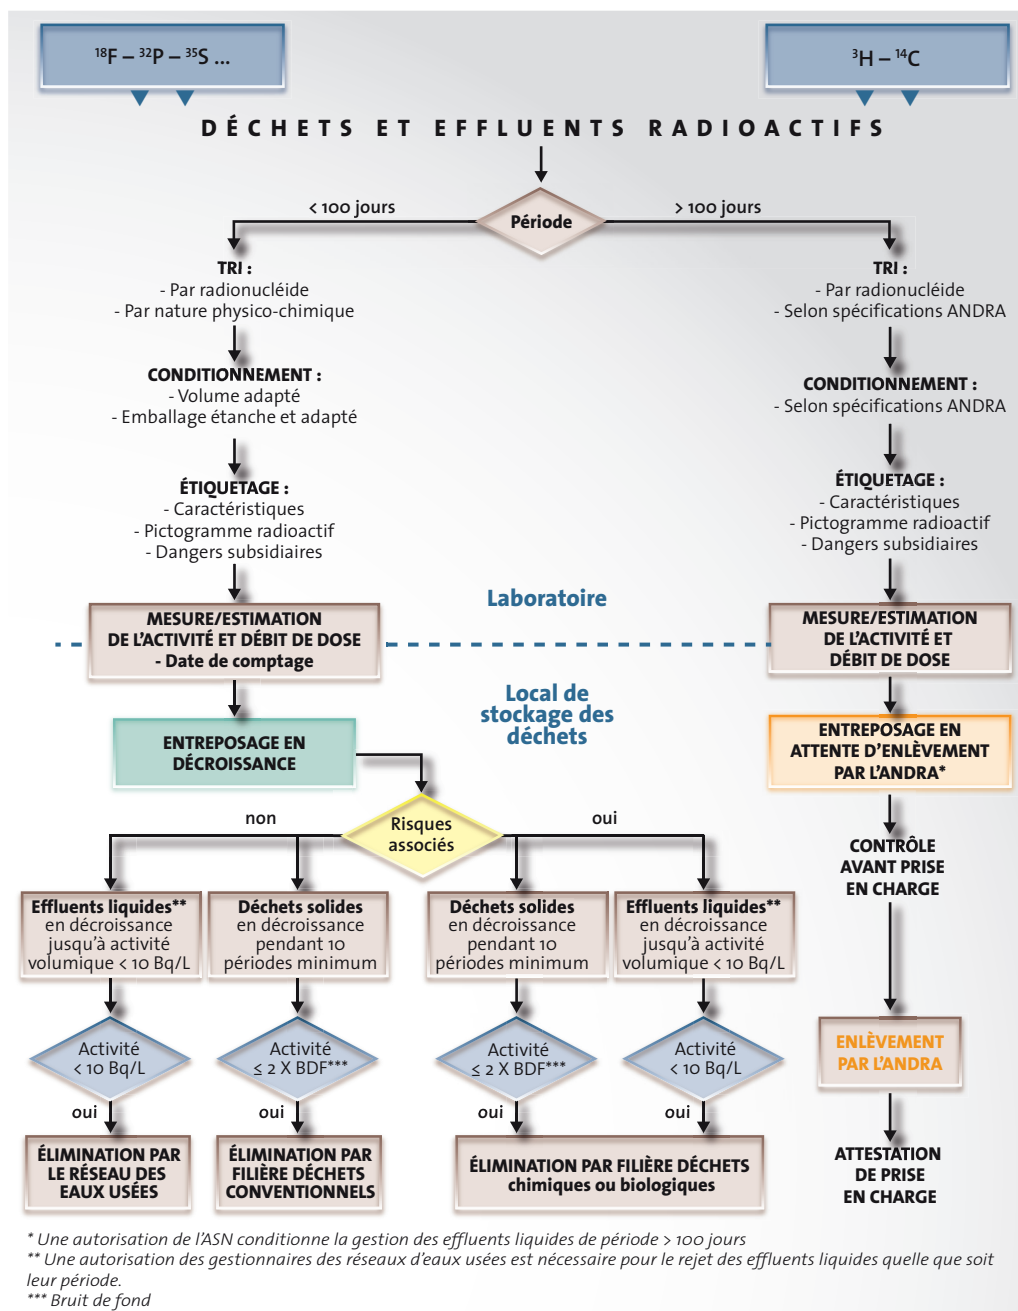 ¹⁸F – ³²P – ³⁵S ...
³H – ¹⁴C
DÉCHETS ET EFFLUENTS RADIOACTIFS
Période
< 100 jours
> 100 jours
TRI :
- Par radionucléide
- Par nature physico-chimique
CONDITIONNEMENT :
- Volume adapté
- Emballage étanche et adapté
ÉTIQUETAGE :
- Caractéristiques
- Pictogramme radioactif
- Dangers subsidiaires
MESURE/ESTIMATION
DE L'ACTIVITÉ ET DÉBIT DE DOSE
- Date de comptage
TRI :
- Par radionucléide
- Selon spécifications ANDRA
CONDITIONNEMENT :
- Selon spécifications ANDRA
ÉTIQUETAGE :
- Caractéristiques
- Pictogramme radioactif
- Dangers subsidiaires
MESURE/ESTIMATION
DE L'ACTIVITÉ ET
DÉBIT DE DOSE
Laboratoire
Local de
stockage des
déchets
ENTREPOSAGE EN
DÉCROISSANCE
ENTREPOSAGE EN
ATTENTE D'ENLÈVEMENT
PAR L'ANDRA*
Risques
associés
non
oui
Effluents liquides**
en décroissance
jusqu'à activité
volumique < 10 Bq/L
Déchets solides
en décroissance
pendant 10
périodes minimum
Déchets solides
en décroissance
pendant 10
périodes minimum
Effluents liquides**
en décroissance
jusqu'à activité
volumique < 10 Bq/L
CONTRÔLE
AVANT PRISE
EN CHARGE
Activité
< 10 Bq/L
Activité
≤ 2 X BDF***
Activité
≤ 2 X BDF***
Activité
< 10 Bq/L
ENLÈVEMENT
PAR L'ANDRA
oui
oui
oui
oui
ÉLIMINATION PAR
LE RÉSEAU DES
EAUX USÉES
ÉLIMINATION PAR
FILIÈRE DÉCHETS
CONVENTIONNELS
ÉLIMINATION PAR FILIÈRE DÉCHETS
chimiques ou biologiques
ATTESTATION
DE PRISE
EN CHARGE
* Une autorisation de l'ASN conditionne la gestion des effluents liquides de période > 100 jours
** Une autorisation des gestionnaires des réseaux d'eaux usées est nécessaire pour le rejet des effluents liquides quelle que soit
leur période.
*** Bruit de fond